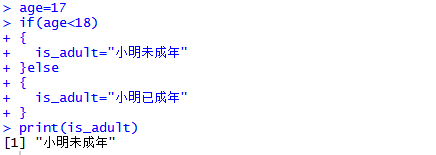 > age=17
> if(age<18)
+ {
+   is_adult="小明未成年"
+ }else
+ {
+   is_adult="小明已成年"
+ }
> print(is_adult)
[1] "小明未成年"